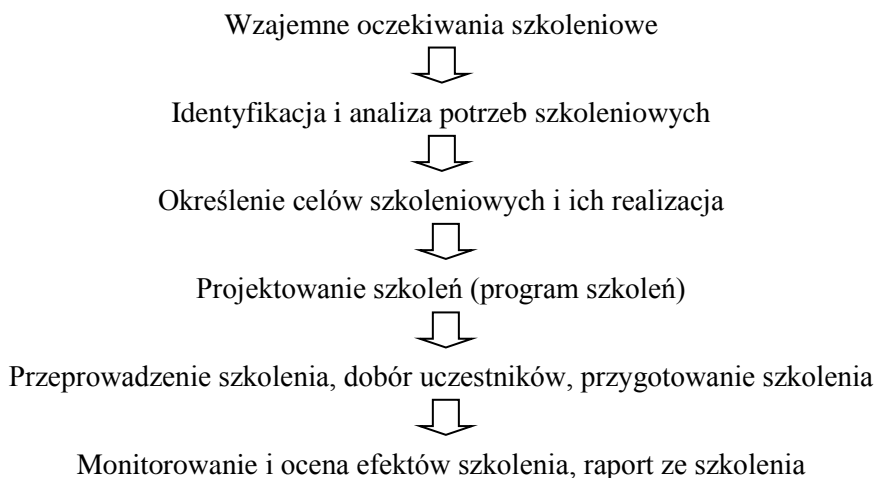 Wzajemne oczekiwania szkoleniowe
Identyfikacja i analiza potrzeb szkoleniowych
Określenie celów szkoleniowych i ich realizacja
Projektowanie szkoleń (program szkoleń)
Przeprowadzenie szkolenia, dobór uczestników, przygotowanie szkolenia
Monitorowanie i ocena efektów szkolenia, raport ze szkolenia